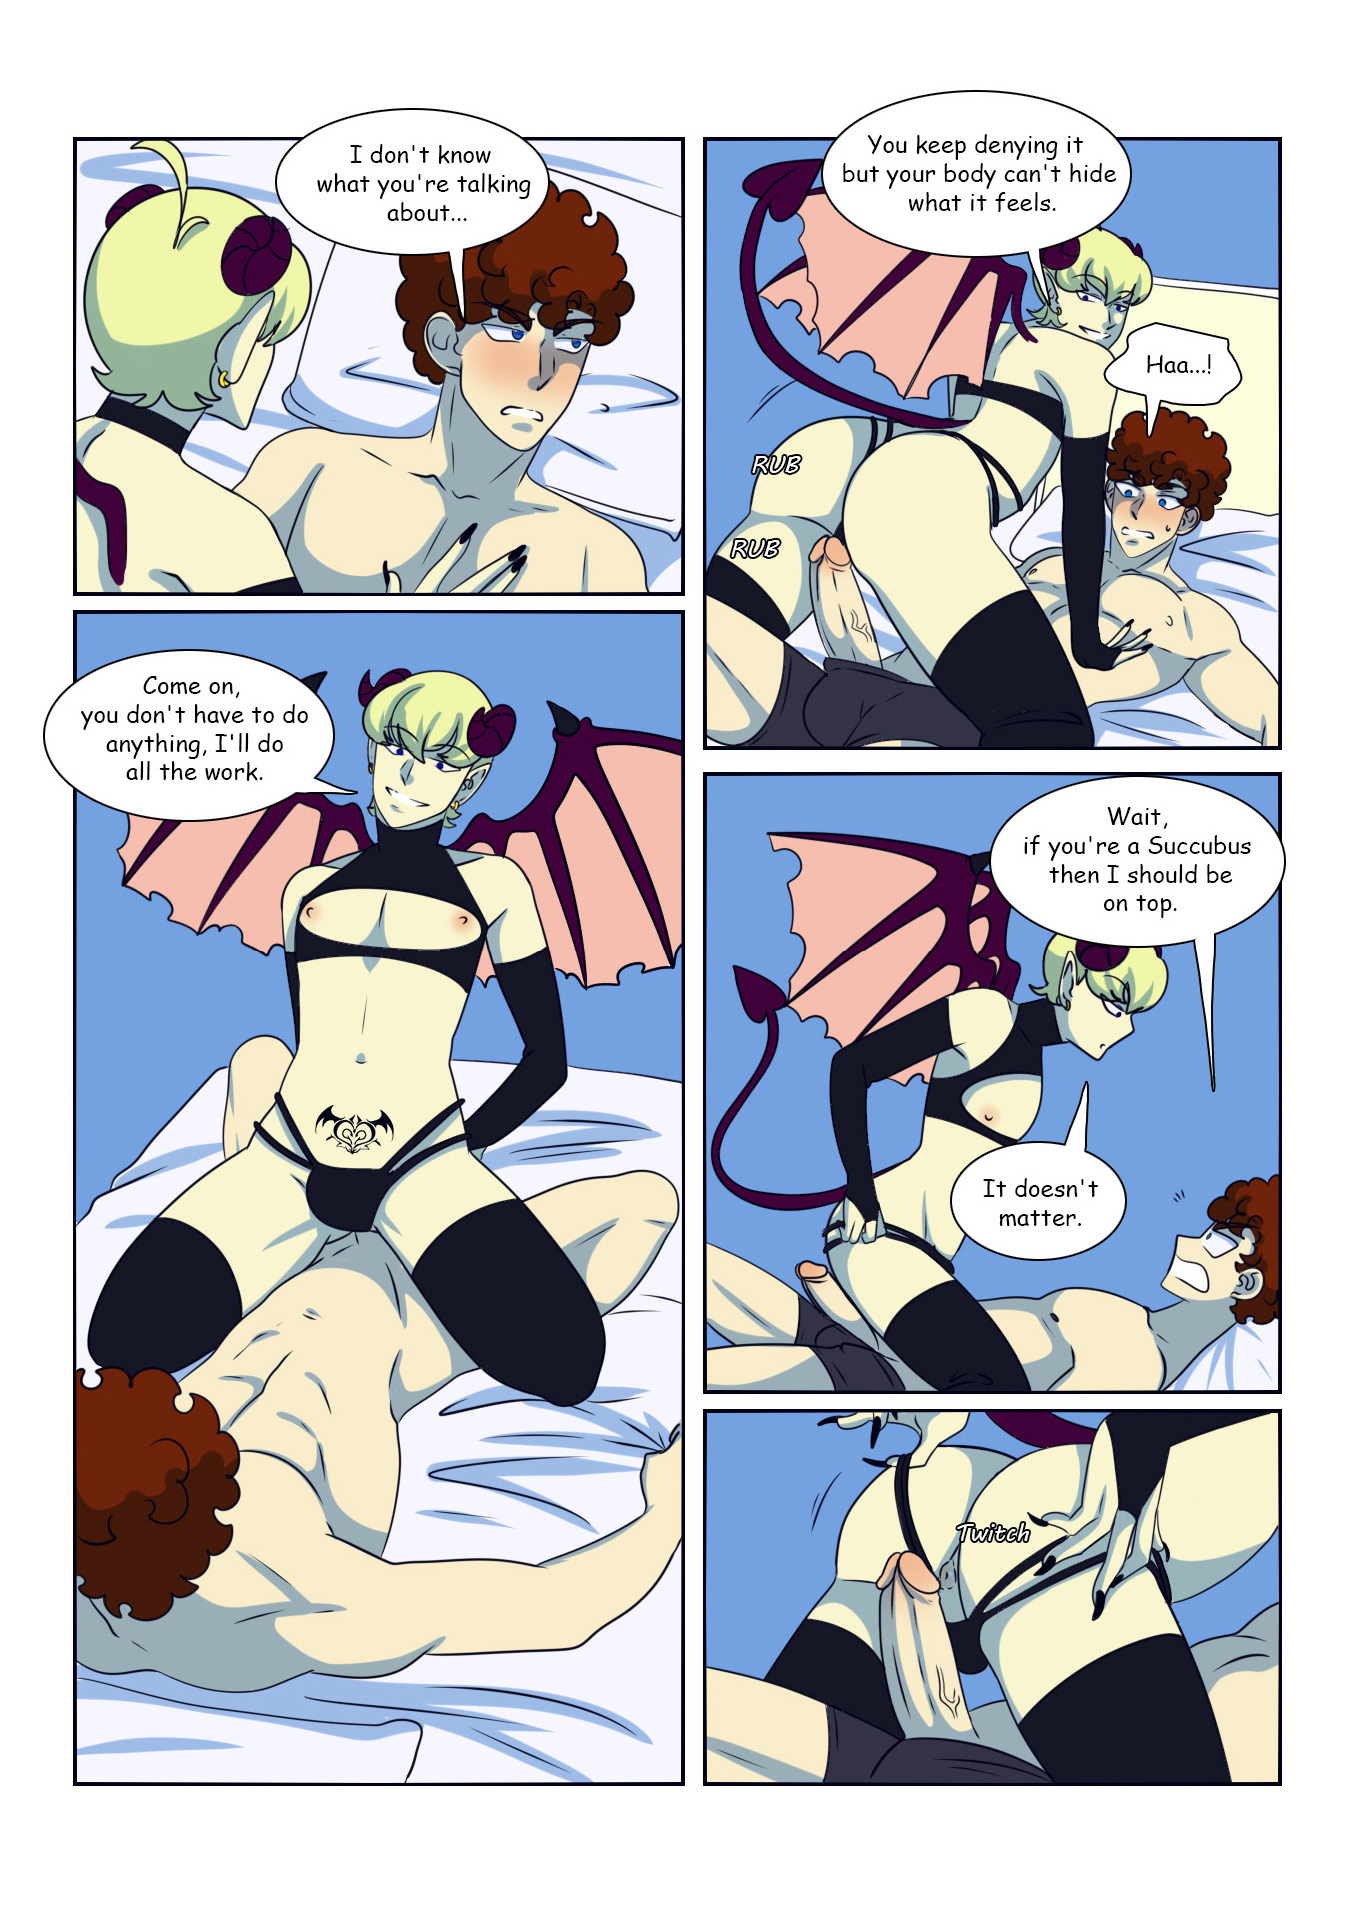 I don't know
what you're talking
about...
You keep denying it
but your body can't hide
what it feels.
Haa...!
RUB
RUB
Come on,
you don't have to do
anything, I'll do
all the work.
Wait,
if you're a Succubus
then I should be
on top.
It doesn't
matter.
Twitch